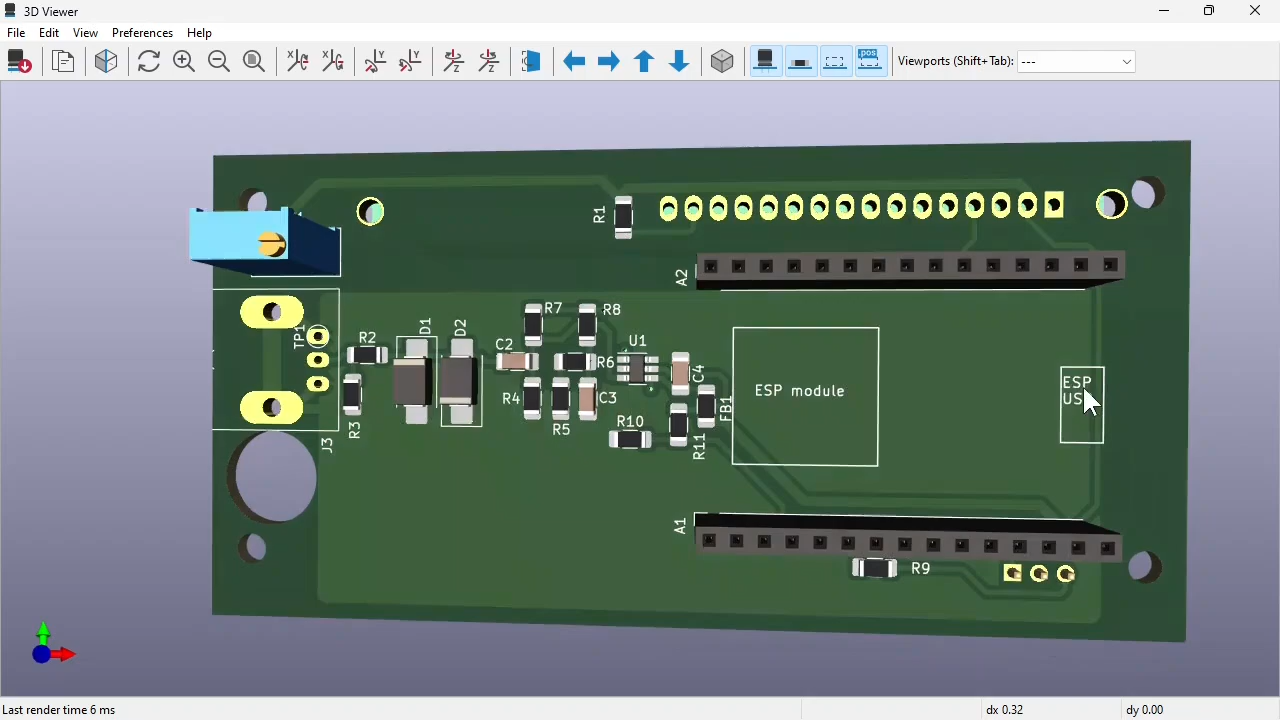 3D Viewer
File Edit View Preferences Help
.pos
Viewports (Shift+Tab): ---
R1
A2
R7
R8
TP1
R2
D1
D2
C2
U1
R6
C4
ESP module
ESP
US
R4
C3
R3
R5
R10
FB1
R11
J3
A1
R9
Last render time 6 ms
dx 0.32
dy 0.00